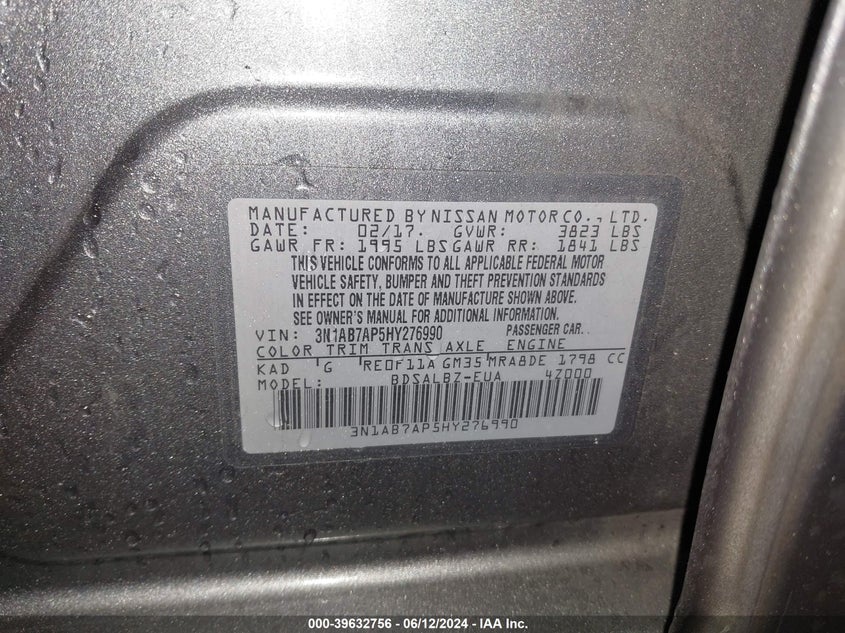 MANUFACTURED BY NISSAN MOTOR CO., LTD.
DATE: 02/17. GVWR: 3823 LBS
GAWR FR: 1995 LBS GAWR RR: 1841 LBS
THIS VEHICLE CONFORMS TO ALL APPLICABLE FEDERAL MOTOR
VEHICLE SAFETY, BUMPER AND THEFT PREVENTION STANDARDS
IN EFFECT ON THE DATE OF MANUFACTURE SHOWN ABOVE.
SEE OWNER'S MANUAL FOR ADDITIONAL INFORMATION.
VIN: 3N1AB7AP5HY276990 PASSENGER CAR
COLOR TRIM TRANS AXLE ENGINE
KAD G RE0F11A GM35 MRA8DE 1798 CC
MODEL: BDSALBZ-EUA 4Z000
3N1AB7AP5HY276990
000-39632756 - 06/12/2024 - IAA Inc.